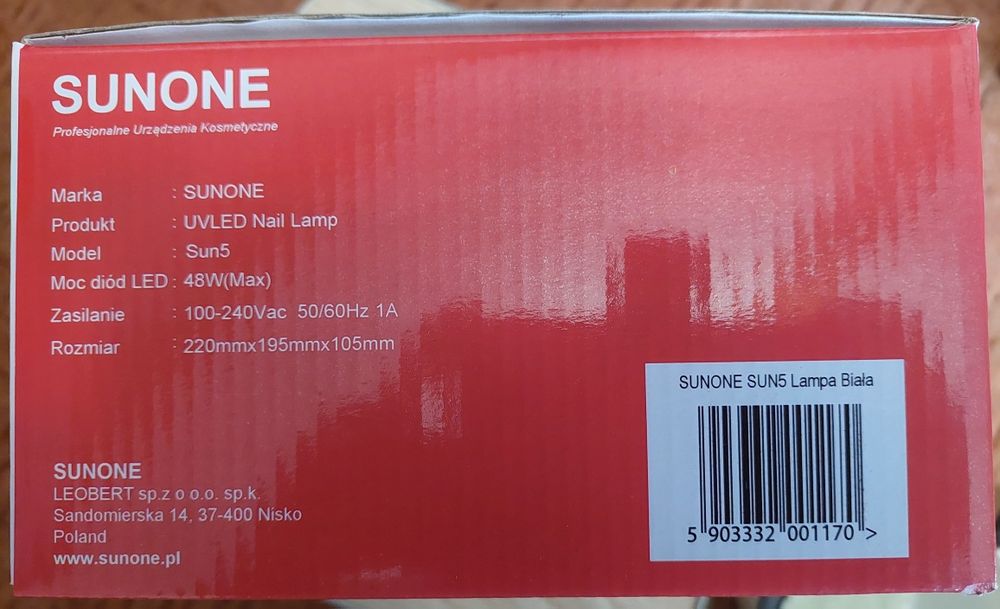 SUNONE
Profesjonalne Urządzenia Kosmetyczne
Marka : SUNONE
Produkt : UVLED Nail Lamp
Model : Sun5
Moc diód LED : 48W(Max)
Zasilanie : 100-240Vac 50/60Hz 1A
Rozmiar : 220mmx195mmx105mm
SUNONE
LEOBERT sp.z o o.o. sp.k.
Sandomierska 14, 37-400 Nisko
Poland
www.sunone.pl
SUNONE SUN5 Lampa Biała
5 903332 001170 >